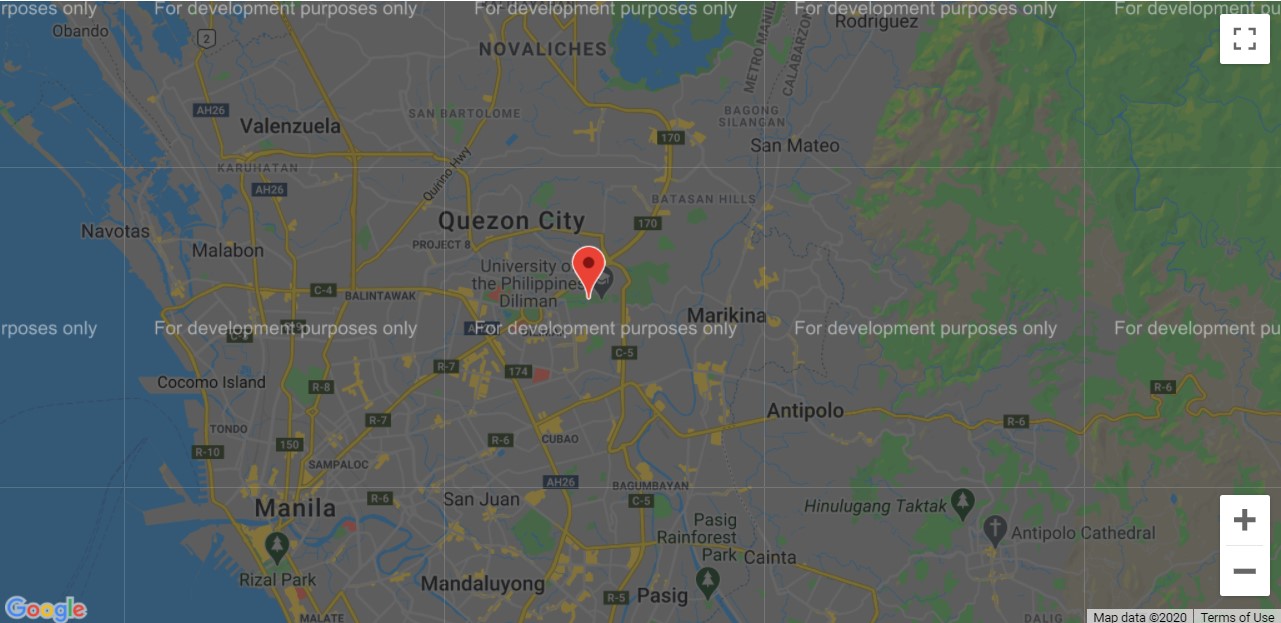 rposes only
For development purposes only
For development purposes only
For development purposes only
For development pu
Obando
2
NOVALICHES
Rodriguez
METRO MANILA
CALABARZON
AH26
SAN BARTOLOME
BAGONG
SILANGAN
Valenzuela
170
San Mateo
KARUHATAN
Quirino Hwy
AH26
BATASAN HILLS
Quezon City
170
Navotas
Malabon
PROJECT 8
University o
the Philippines
Diliman
C-4
BALINTAWAK
Marikina
rposes only
For development purposes only
For development purposes only
For development purposes only
For development pu
C-5
R-7
174
Cocomo Island
R-8
R-6
Antipolo
R-7
R-6
TONDO
R-6
CUBAO
150
R-10
SAMPALOC
AH26
BAGUMBAYAN
R-6
San Juan
C-5
Manila
Hinulugang Taktak
Pasig
Rainforest
Park
Antipolo Cathedral
Cainta
Rizal Park
Mandaluyong
R-5
Pasig
Google
MALATE
DALIG
Map data ©2020
Terms of Use